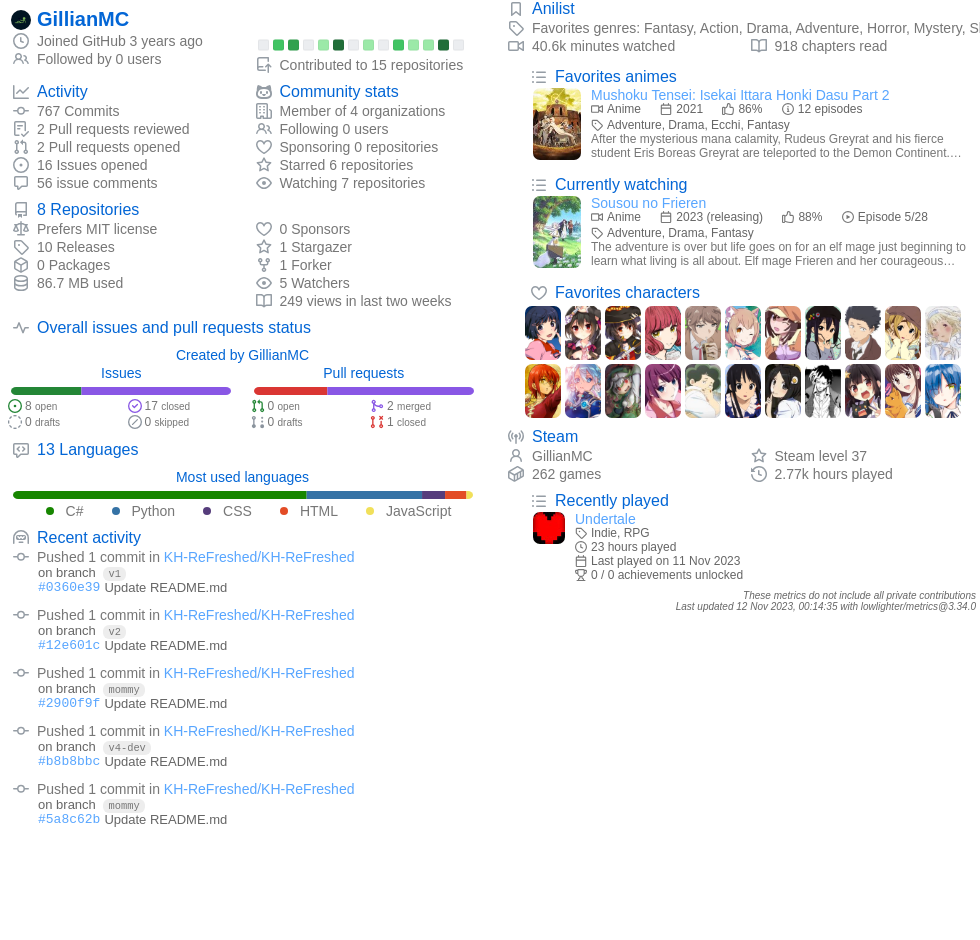 GillianMC
Joined GitHub 3 years ago
Followed by 0 users
Contributed to 15 repositories
Activity
767 Commits
2 Pull requests reviewed
2 Pull requests opened
16 Issues opened
56 issue comments
Community stats
Member of 4 organizations
Following 0 users
Sponsoring 0 repositories
Starred 6 repositories
Watching 7 repositories
8 Repositories
Prefers MIT license
10 Releases
0 Packages
86.7 MB used
0 Sponsors
1 Stargazer
1 Forker
5 Watchers
249 views in last two weeks
Overall issues and pull requests status
Created by GillianMC
Issues
8 open
17 closed
0 drafts
0 skipped
Pull requests
0 open
2 merged
0 drafts
1 closed
13 Languages
Most used languages
C# Python CSS HTML JavaScript
Recent activity
Pushed 1 commit in KH-ReFreshed/KH-ReFreshed
on branch v1
#0360e39 Update README.md
Pushed 1 commit in KH-ReFreshed/KH-ReFreshed
on branch v2
#12e601c Update README.md
Pushed 1 commit in KH-ReFreshed/KH-ReFreshed
on branch mommy
#2900f9f Update README.md
Pushed 1 commit in KH-ReFreshed/KH-ReFreshed
on branch v4-dev
#b8b8bbc Update README.md
Pushed 1 commit in KH-ReFreshed/KH-ReFreshed
on branch mommy
#5a8c62b Update README.md
Anilist
Favorites genres: Fantasy, Action, Drama, Adventure, Horror, Mystery,
40.6k minutes watched
918 chapters read
Favorites animes
Mushoku Tensei: Isekai Ittara Honki Dasu Part 2
Anime 2021 86% 12 episodes
Adventure, Drama, Ecchi, Fantasy
After the mysterious mana calamity, Rudeus Greyrat and his fierce
student Eris Boreas Greyrat are teleported to the Demon Continent.…
Currently watching
Sousou no Frieren
Anime 2023 (releasing) 88% Episode 5/28
Adventure, Drama, Fantasy
The adventure is over but life goes on for an elf mage just beginning to
learn what living is all about. Elf mage Frieren and her courageous…
Favorites characters
Steam
GillianMC
Steam level 37
262 games
2.77k hours played
Recently played
Undertale
Indie, RPG
23 hours played
Last played on 11 Nov 2023
0 / 0 achievements unlocked
These metrics do not include all private contributions
Last updated 12 Nov 2023, 00:14:35 with lowlighter/metrics@3.34.0